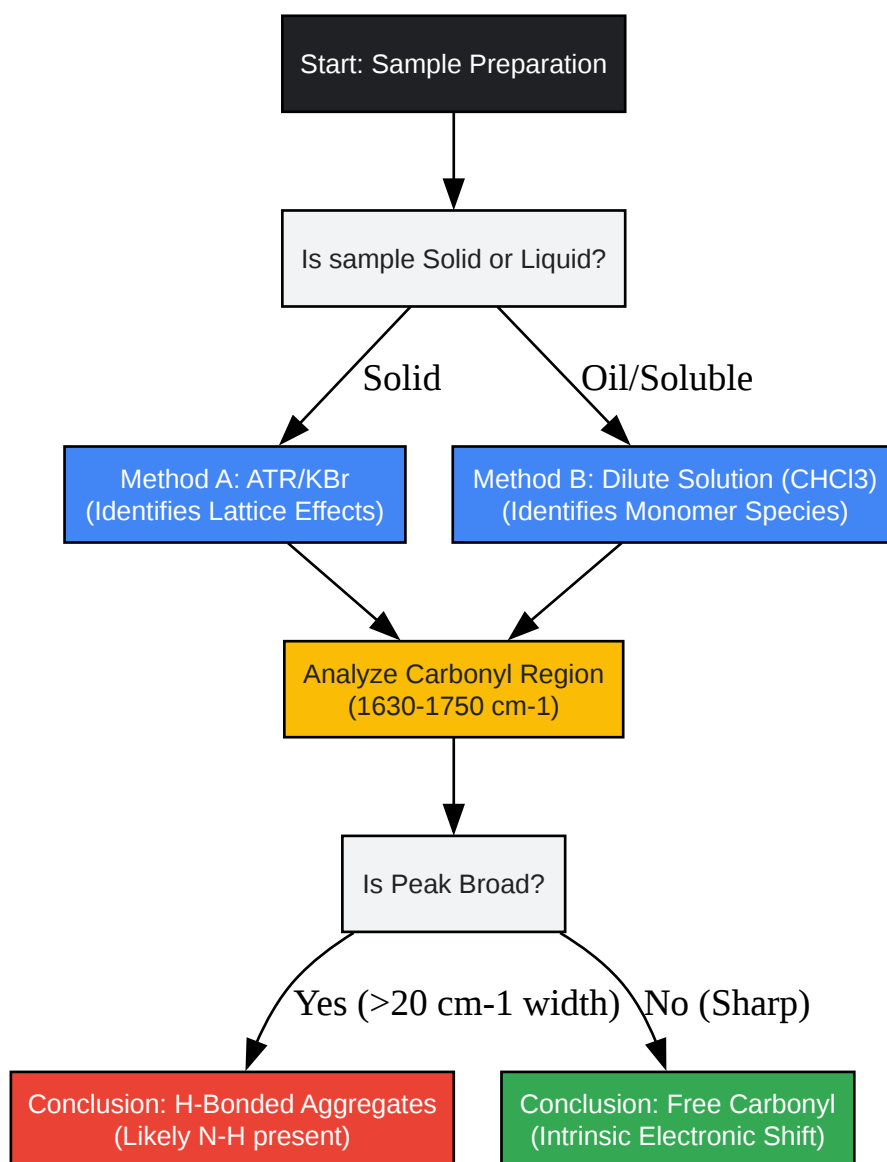 Start: Sample Preparation
Is sample Solid or Liquid?
Solid
Oil/Soluble
Method A: ATR/KBr
(Identifies Lattice Effects)
Method B: Dilute Solution (CHCl3)
(Identifies Monomer Species)
Analyze Carbonyl Region
(1630-1750 cm-1)
Is Peak Broad?
Yes (>20 cm-1 width)
No (Sharp)
Conclusion: H-Bonded Aggregates
(Likely N-H present)
Conclusion: Free Carbonyl
(Intrinsic Electronic Shift)